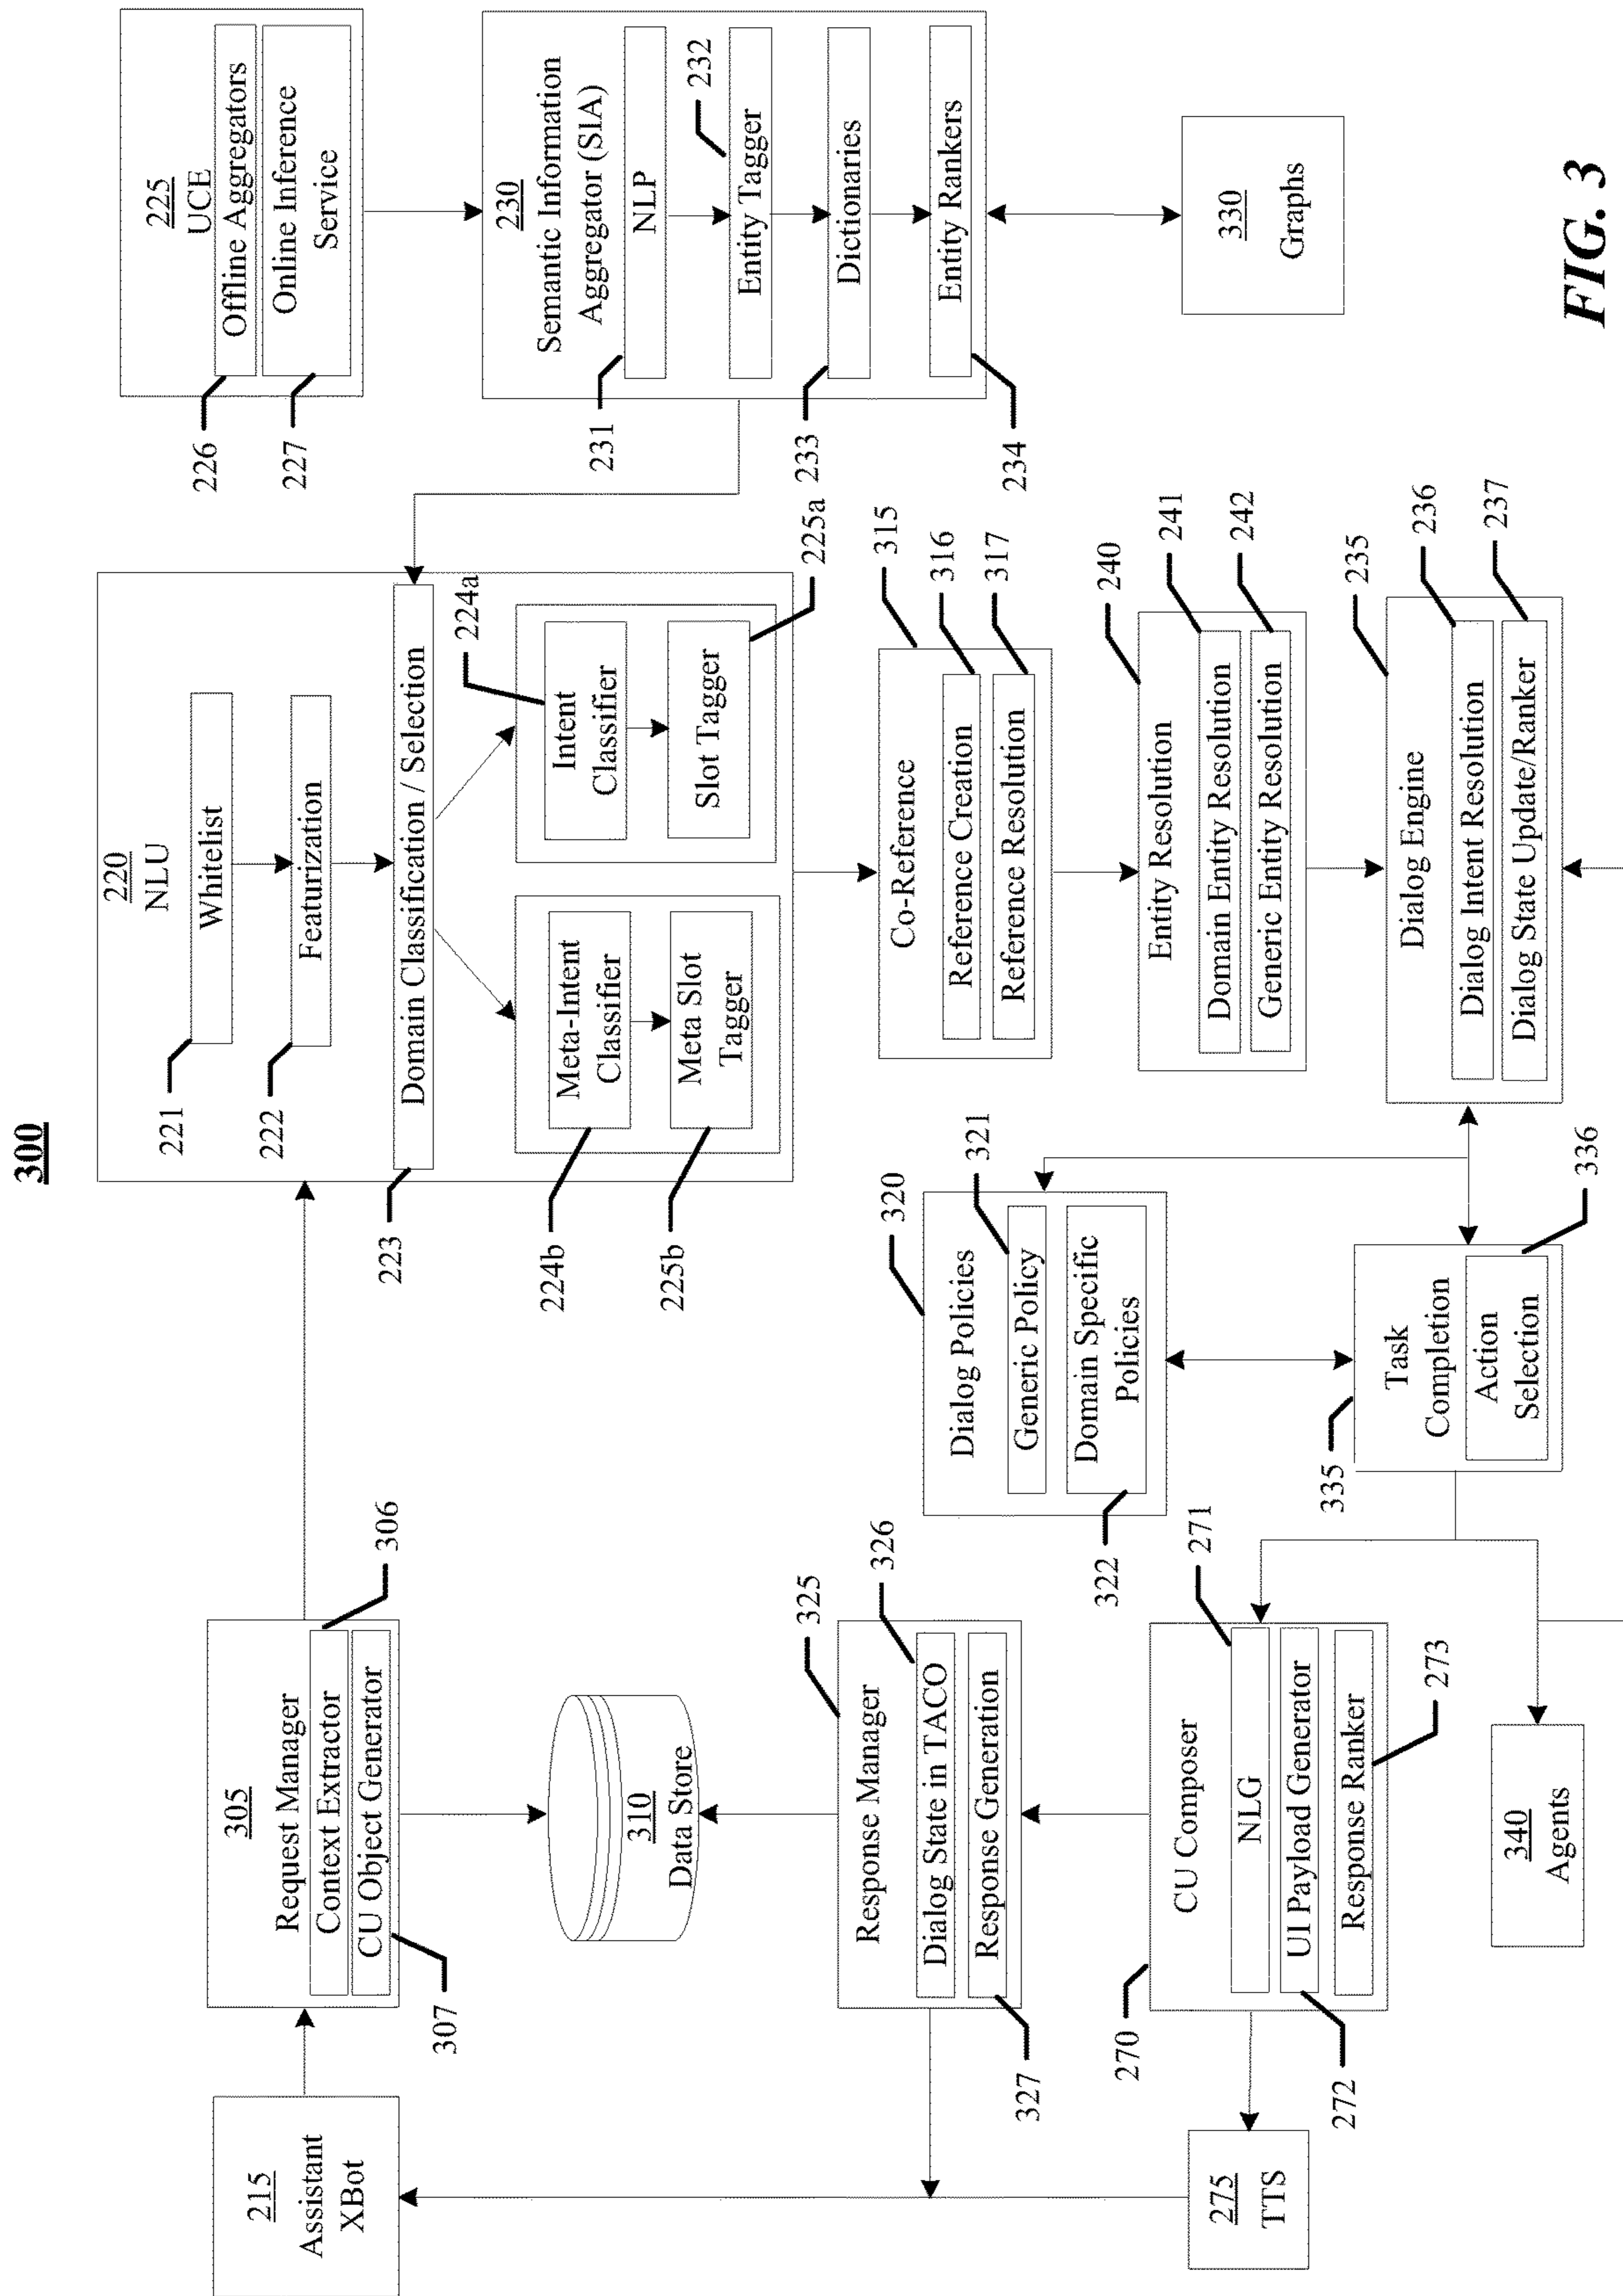 300
215
Assistant
XBot
305
Request Manager
Context Extractor
CU Object Generator
306
307
310
Data Store
220
NLU
Whitelist
221
Featurization
222
Domain Classification / Selection
223
Meta-Intent
Classifier
224b
Meta Slot
Tagger
225b
Intent
Classifier
224a
Slot Tagger
225a
225
UCE
Offline Aggregators
226
Online Inference
Service
227
230
Semantic Information
Aggregator (SIA)
NLP
231
Entity Tagger
232
Dictionaries
233
Entity Rankers
234
330
Graphs
Co-Reference
315
Reference Creation
316
Reference Resolution
317
Entity Resolution
240
Domain Entity Resolution
241
Generic Entity Resolution
242
Dialog Engine
235
Dialog Intent Resolution
236
Dialog State Update/Ranker
237
Dialog Policies
320
Generic Policy
321
Domain Specific
Policies
322
Task
Completion
335
Action
Selection
336
Response Manager
325
Dialog State in TACO
326
Response Generation
327
CU Composer
270
NLG
271
UI Payload Generator
272
Response Ranker
273
275
TTS
340
Agents
FIG. 3